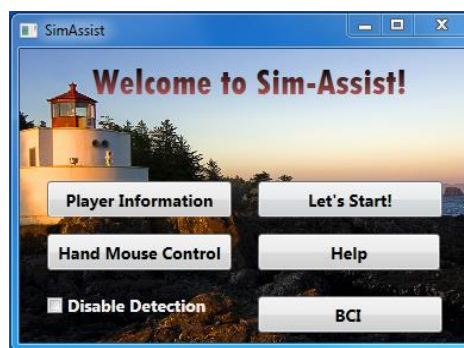 SimAssist
Welcome to Sim-Assist!
Player Information
Let's Start!
Hand Mouse Control
Help
Disable Detection
BCI